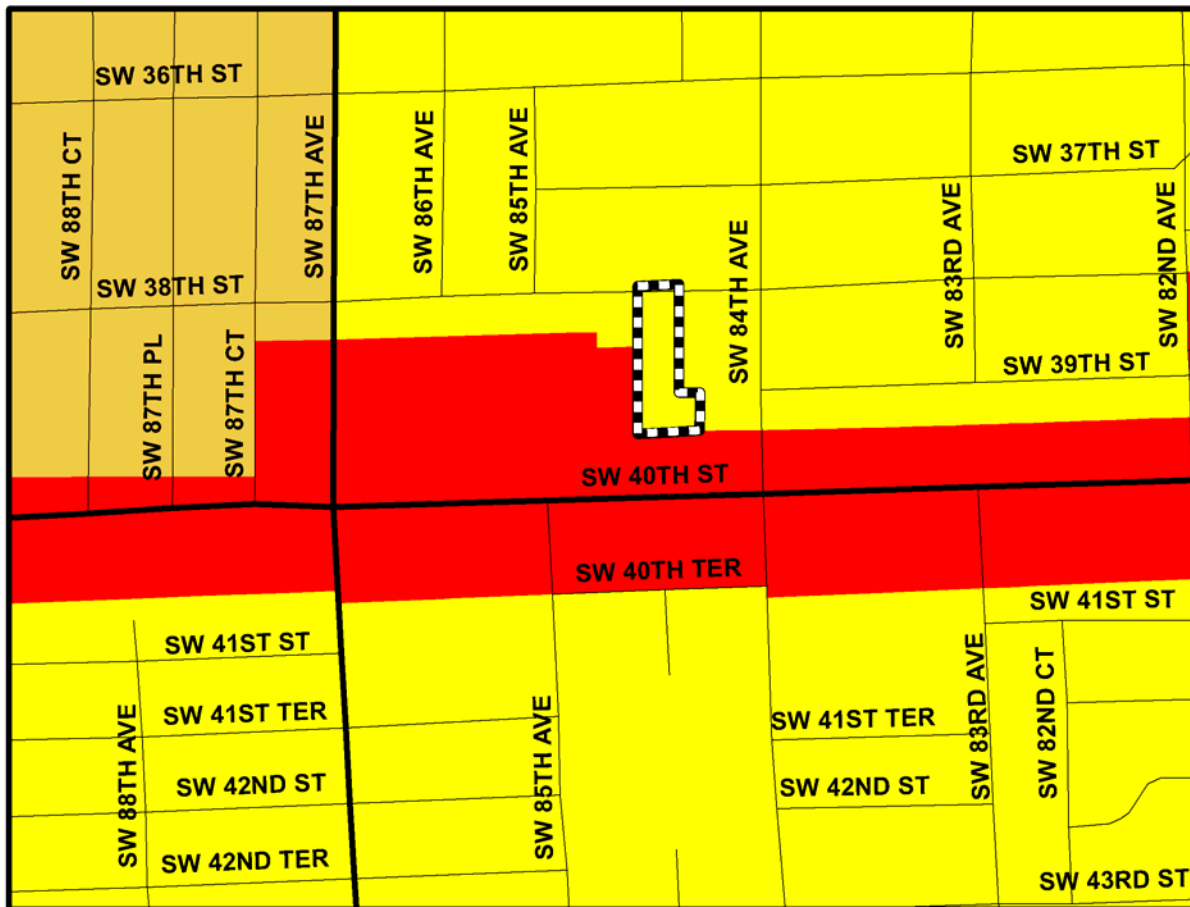 SW 36TH ST
SW 88TH CT
SW 87TH AVE
SW 86TH AVE
SW 85TH AVE
SW 37TH ST
SW 84TH AVE
SW 83RD AVE
SW 82ND AVE
SW 38TH ST
SW 87TH PL
SW 87TH CT
SW 39TH ST
SW 40TH ST
SW 40TH TER
SW 41ST ST
SW 41ST ST
SW 88TH AVE
SW 41ST TER
SW 85TH AVE
SW 41ST TER
SW 83RD AVE
SW 82ND CT
SW 42ND ST
SW 42ND ST
SW 42ND TER
SW 43RD ST